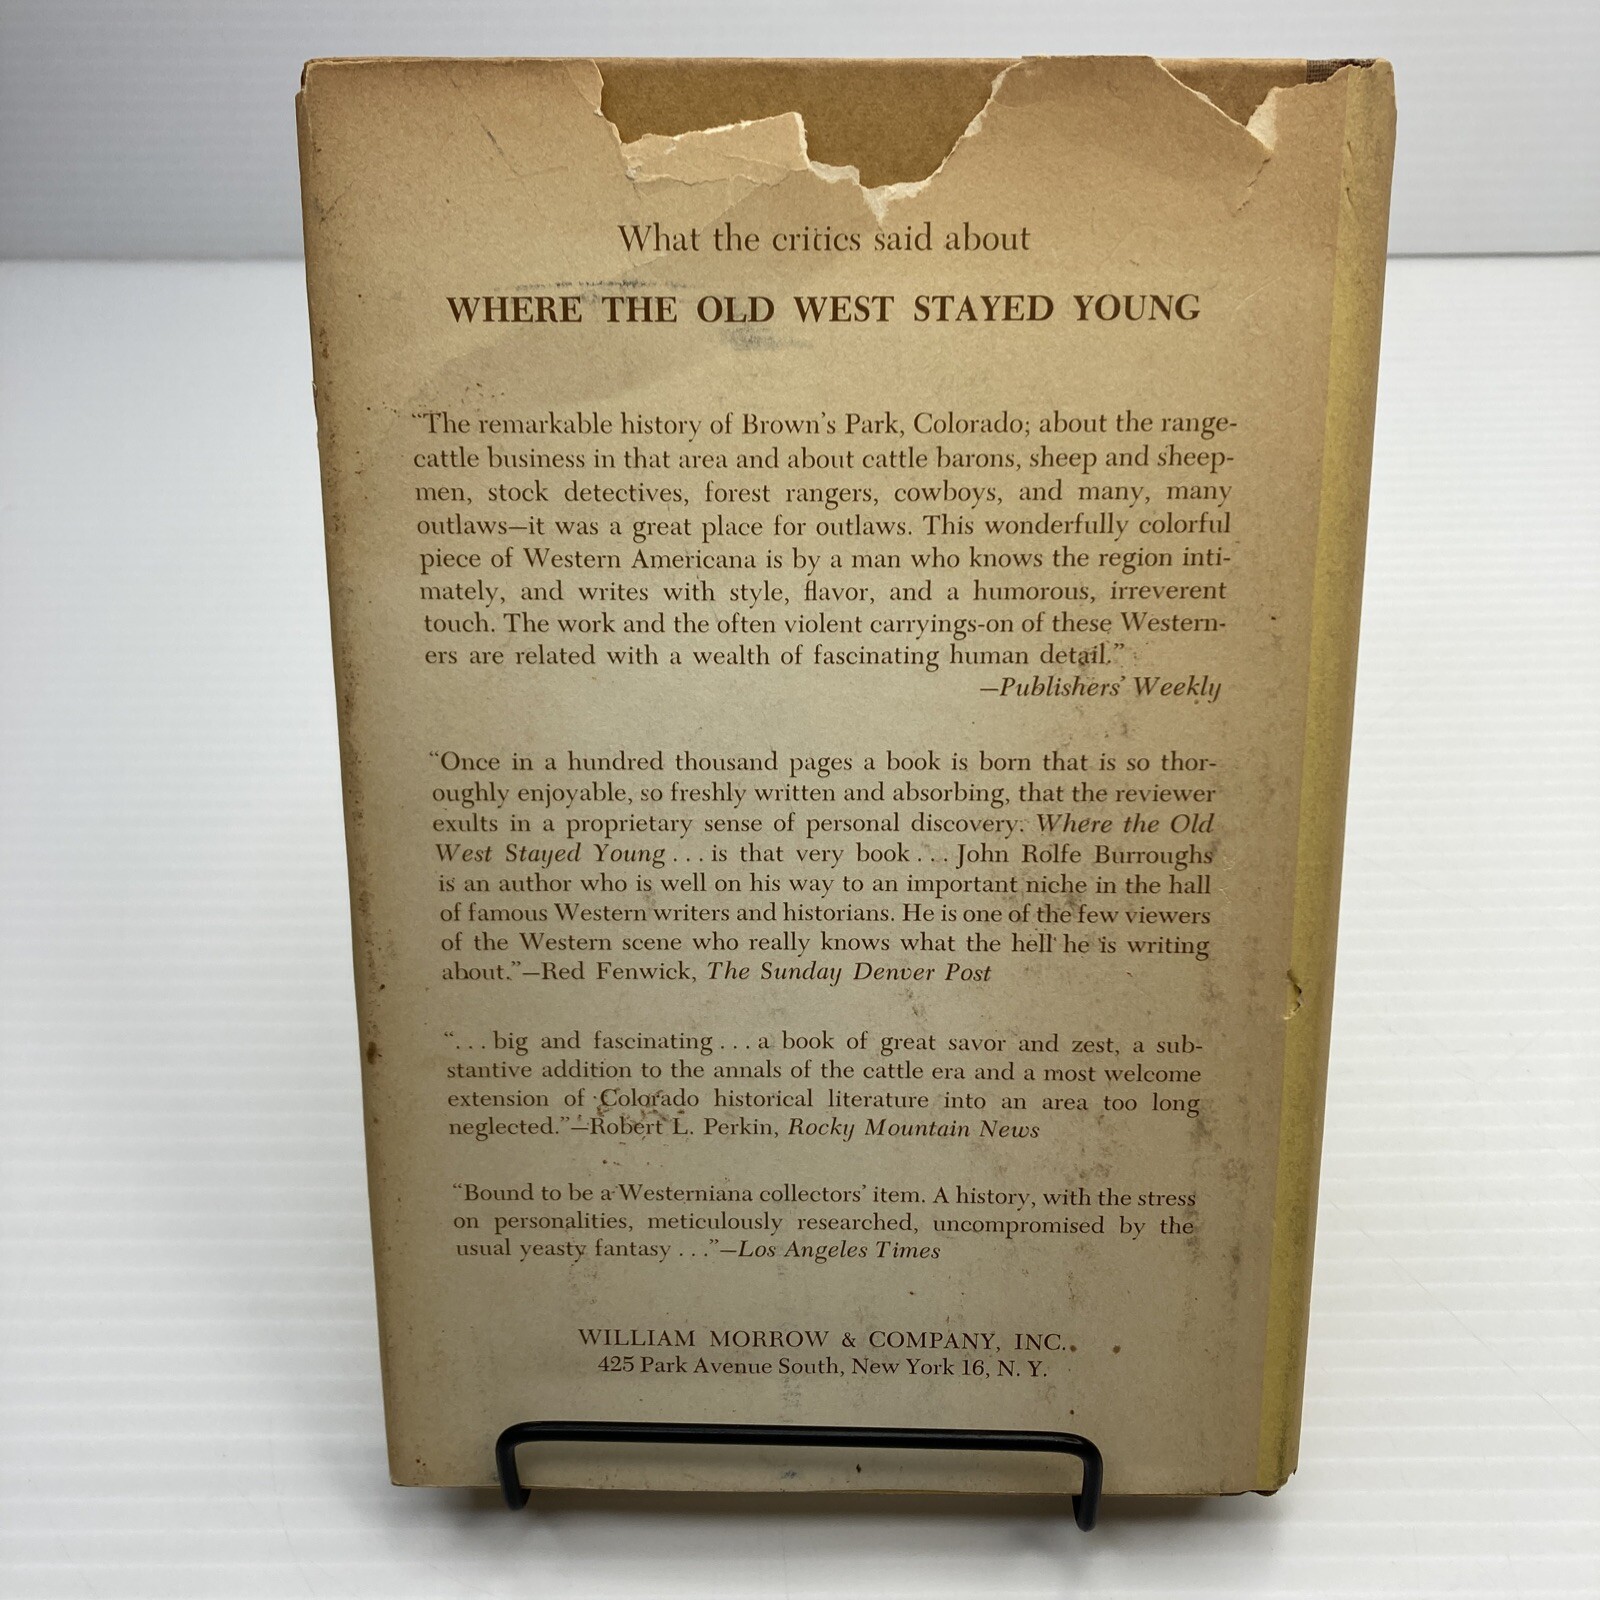 What the critics said about
WHERE THE OLD WEST STAYED YOUNG
“The remarkable history of Brown’s Park, Colorado; about the range-
cattle business in that area and about cattle barons, sheep and sheep-
men, stock detectives, forest rangers, cowboys, and many, many
outlaws—it was a great place for outlaws. This wonderfully colorful
piece of Western Americana is by a man who knows the region inti-
mately, and writes with style, flavor, and a humorous, irreverent
touch. The work and the often violent carryings-on of these Western-
ers are related with a wealth of fascinating human detail.”
—Publishers’ Weekly
“Once in a hundred thousand pages a book is born that is so thor-
oughly enjoyable, so freshly written and absorbing, that the reviewer
exults in a proprietary sense of personal discovery. Where the Old
West Stayed Young . . . is that very book . . . John Rolfe Burroughs
is an author who is well on his way to an important niche in the hall
of famous Western writers and historians. He is one of the few viewers
of the Western scene who really knows what the hell he is writing
about.”—Red Fenwick, The Sunday Denver Post
“. . . big and fascinating . . . a book of great savor and zest, a sub-
stantive addition to the annals of the cattle era and a most welcome
extension of Colorado historical literature into an area too long
neglected.”—Robert L. Perkin, Rocky Mountain News
“Bound to be a Westerniana collectors’ item. A history, with the stress
on personalities, meticulously researched, uncompromised by the
usual yeasty fantasy . . .”—Los Angeles Times
WILLIAM MORROW & COMPANY, INC.
425 Park Avenue South, New York 16, N. Y.